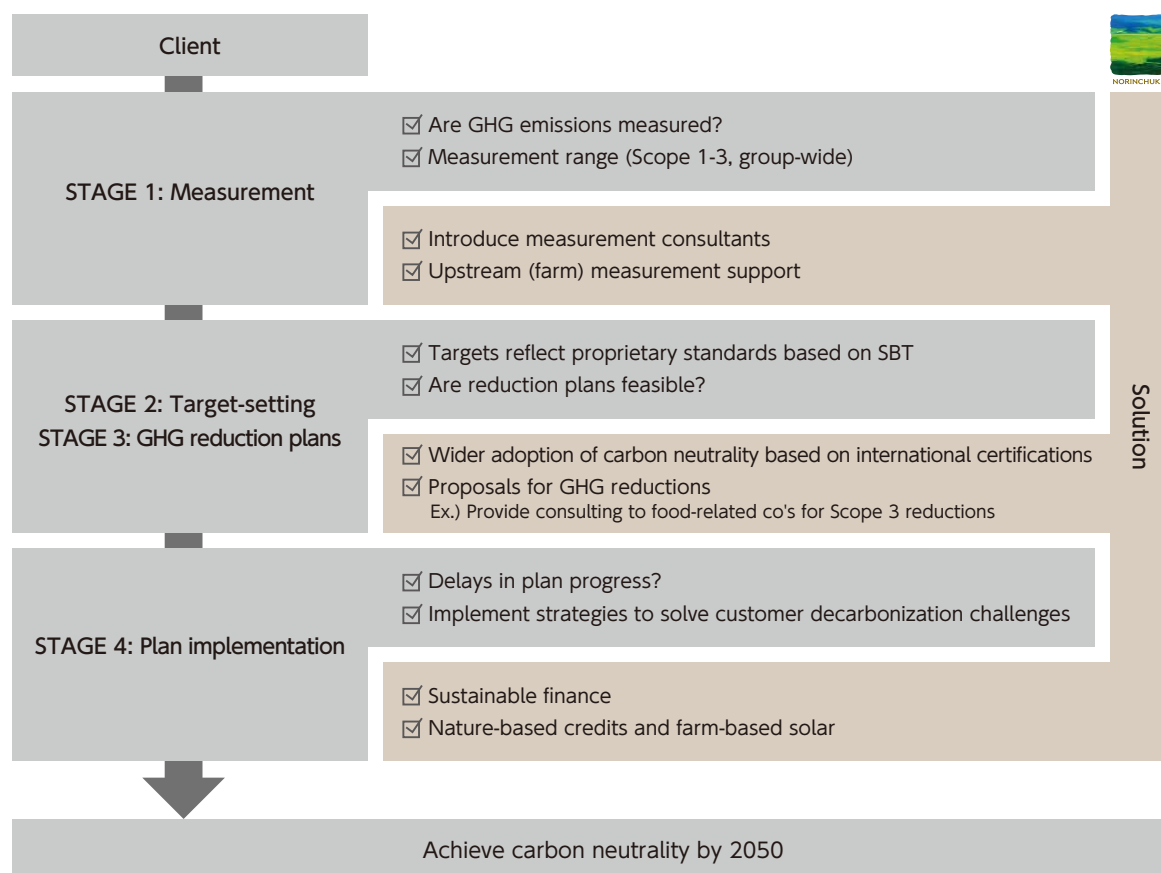 Client
NORINCHUK
STAGE 1: Measurement
Are GHG emissions measured?
Measurement range (Scope 1-3, group-wide)
Introduce measurement consultants
Upstream (farm) measurement support
STAGE 2: Target-setting
STAGE 3: GHG reduction plans
Targets reflect proprietary standards based on SBT
Are reduction plans feasible?
Wider adoption of carbon neutrality based on international certifications
Proposals for GHG reductions
Ex.) Provide consulting to food-related co's for Scope 3 reductions
Solution
STAGE 4: Plan implementation
Delays in plan progress?
Implement strategies to solve customer decarbonization challenges
Sustainable finance
Nature-based credits and farm-based solar
Achieve carbon neutrality by 2050